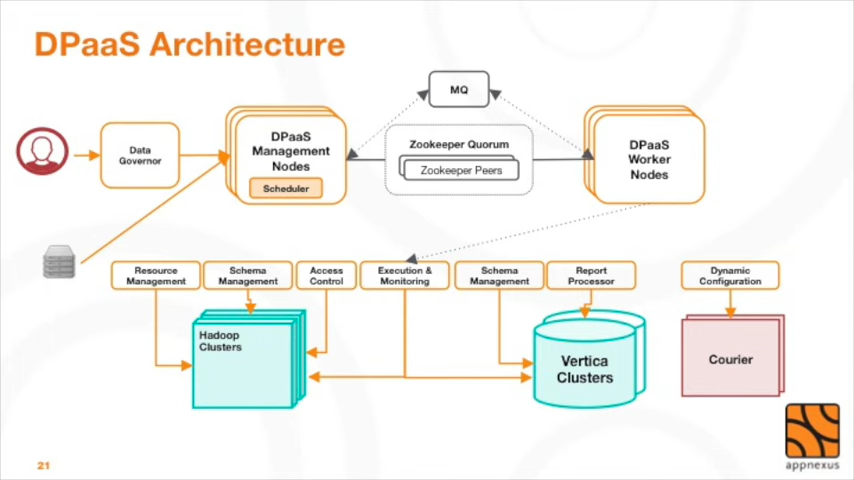 DPaaS Architecture
MQ
Data
Governor
DPaaS
Management
Nodes
Scheduler
Zookeeper Quorum
Zookeeper Peers
DPaaS
Worker
Nodes
Resource
Management
Schema
Management
Access
Control
Execution &
Monitoring
Schema
Management
Report
Processor
Dynamic
Configuration
Hadoop
Clusters
Vertica
Clusters
Courier
21
appnexus